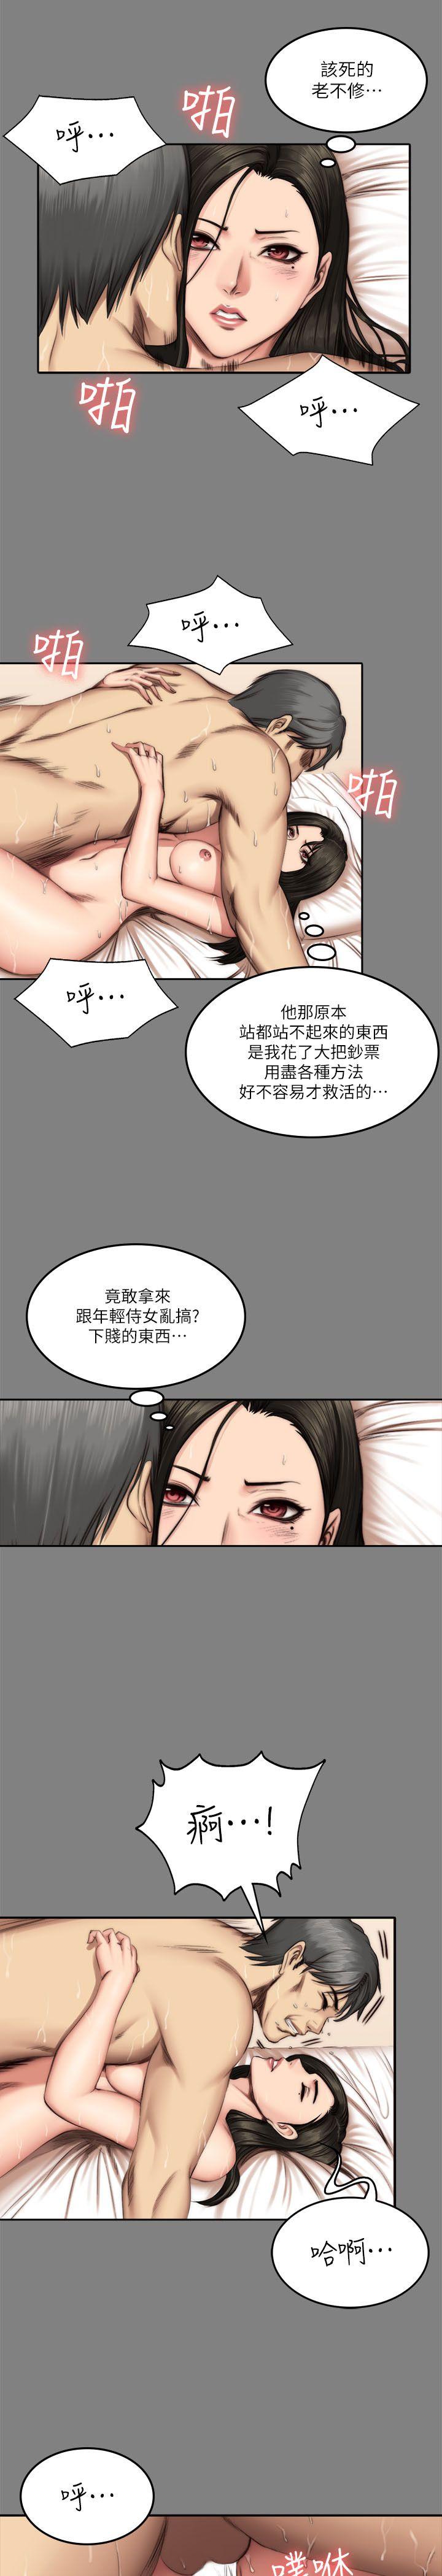 該死的
老不修…
啪
呼…
啪
呼…
呼…
啪
啪
呼…
他那原本
站都站不起來的東西
是我花了大把鈔票
用盡各種方法
好不容易才救活的…
竟敢拿來
跟年輕侍女亂搞?
下賤的東西…
啊…!
哈啊…
呼…
噗咻